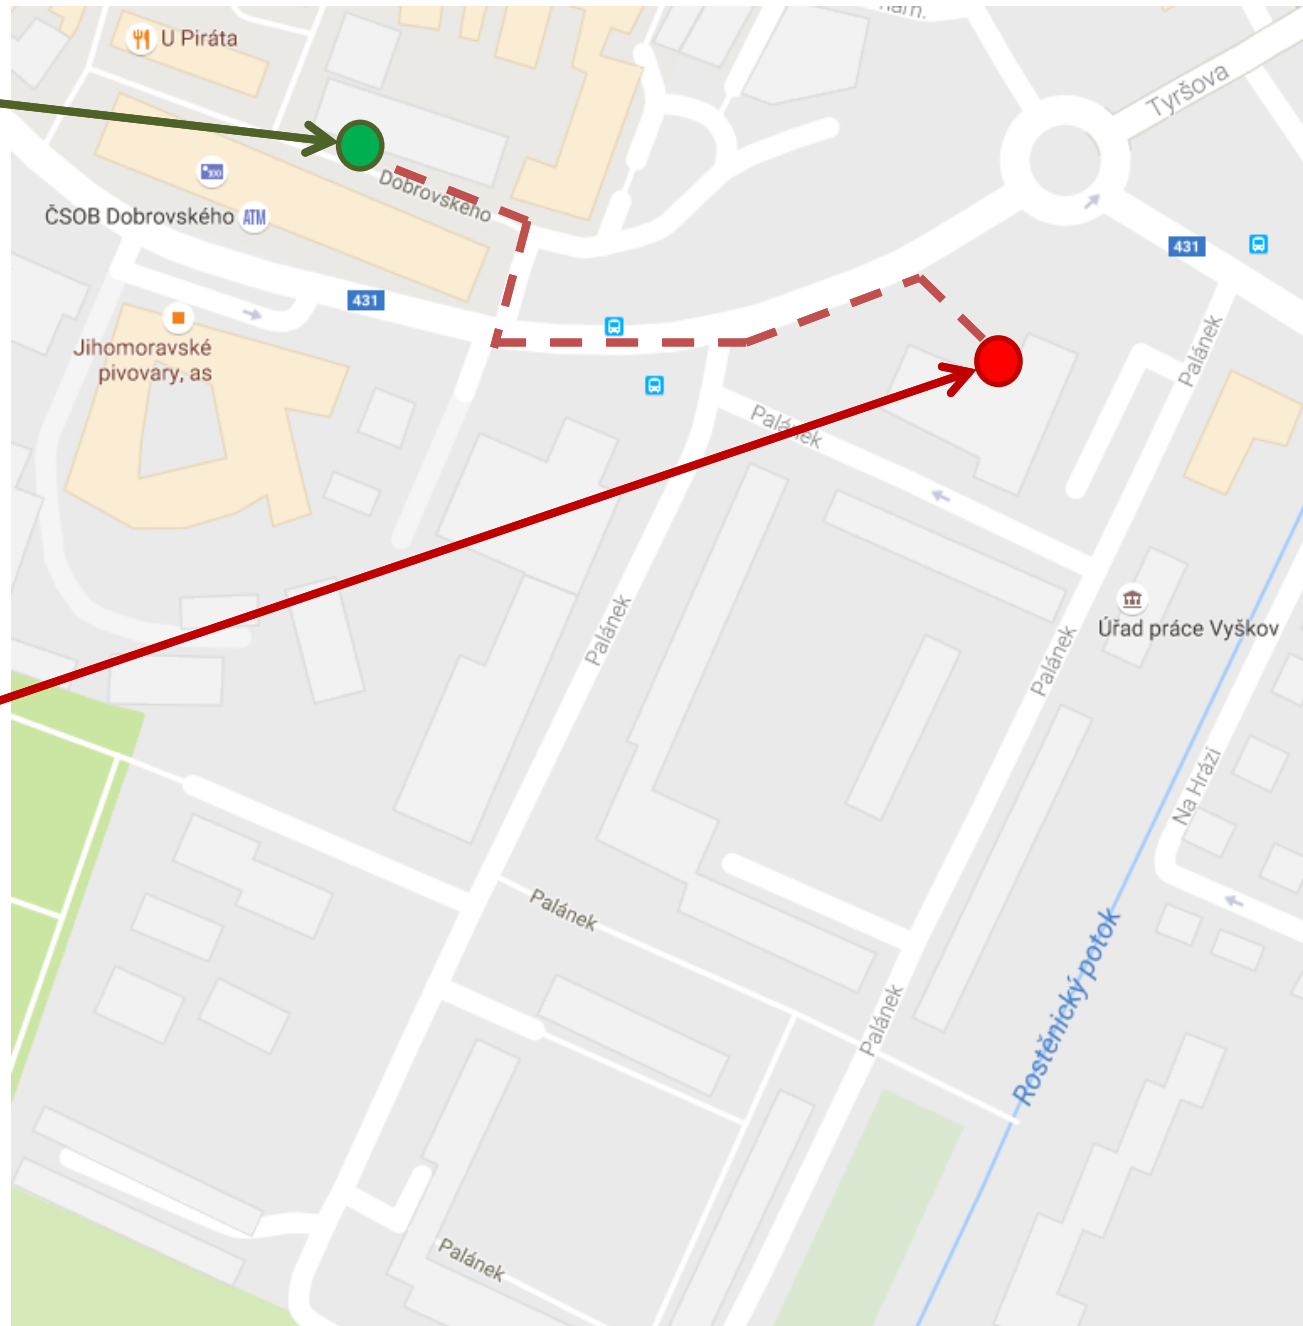 U Piráta
Tyršova
Dobrovského
ČSOB Dobrovského
ATM
431
431
Jihomoravské
pivovary, as
Palánek
Palánek
Palánek
Úřad práce Vyškov
Palánek
Na Hrázi
Palánek
Rostěnický potok
Palánek
Palánek